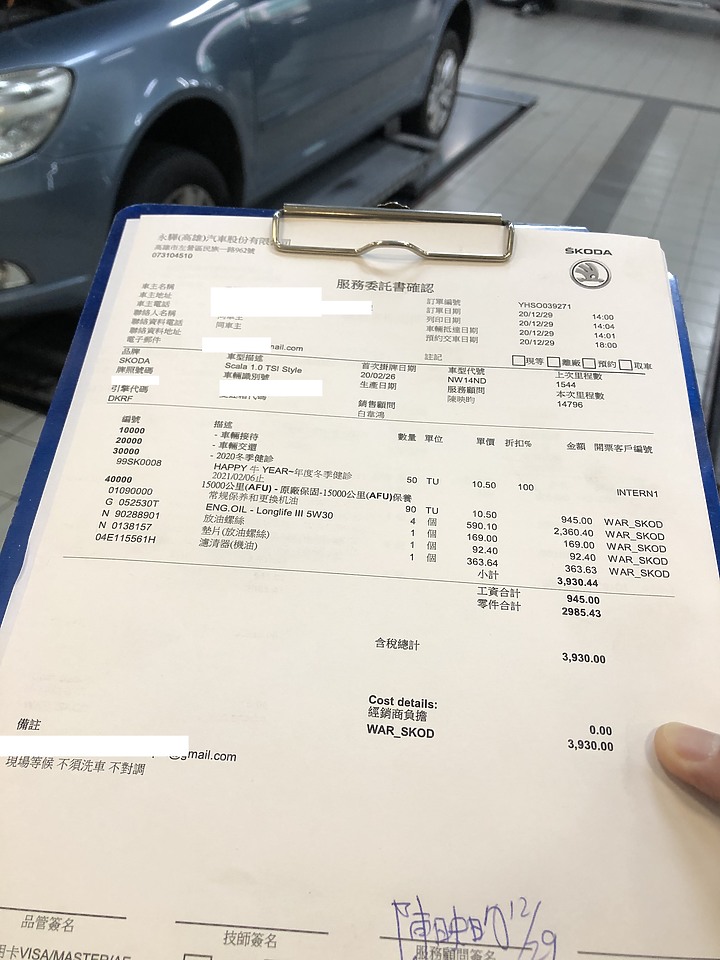 永驊(高雄)汽車股份有限公司
高雄市左營區民族一路962號
073104510
ŠKODA
服務委託書確認
車主名稱
車主地址
車主電話
聯絡人名稱 同車主
聯絡資料電話 同車主
聯絡資料地址
電子郵件 mail.com
訂單編號 YHSO039271
訂單日期 20/12/29 14:00
列印日期 20/12/29 14:04
車輛抵達日期 20/12/29 14:01
預約交車日期 20/12/29 18:00
註記 現等 離廠 預約 取車
品牌 車型描述 首次掛牌日期 車型代號 上次里程數
SKODA Scala 1.0 TSI Style 20/02/26 NW14ND 1544
牌照號碼 車輛識別號 生產日期 服務顧問 本次里程數
陳映昀 14796
引擎代碼 銷售顧問
DKRF 白韋鴻
編號 描述 數量 單位 單價 折扣% 金額 開票客戶編號
10000 - 車輛接待
20000 - 車輛交還
30000 - 2020冬季健診
99SK0008 HAPPY 牛 YEAR~年度冬季健診 50 TU 10.50 100 INTERN1
2021/02/06止
40000 15000公里(AFU) - 原廠保固-15000公里(AFU)保養
01090000 常規保养和更換机油 90 TU 10.50 945.00 WAR_SKOD
G 052530T ENG.OIL - Longlife III 5W30 4 個 590.10 2,360.40 WAR_SKOD
N 90288901 放油螺絲 1 個 169.00 169.00 WAR_SKOD
N 0138157 墊片(放油螺絲) 1 個 92.40 92.40 WAR_SKOD
04E115561H 濾清器(機油) 1 個 363.64 363.63 WAR_SKOD
小計 3,930.44
工資合計 945.00
零件合計 2985.43
含稅總計 3,930.00
Cost details:
經銷商負擔 0.00
WAR_SKOD 3,930.00
備註
@gmail.com
現場等候 不須洗車 不對調
品管簽名
技師簽名
陳映昀 12/29
服務顧問簽名
用卡VISA/MASTER/AE